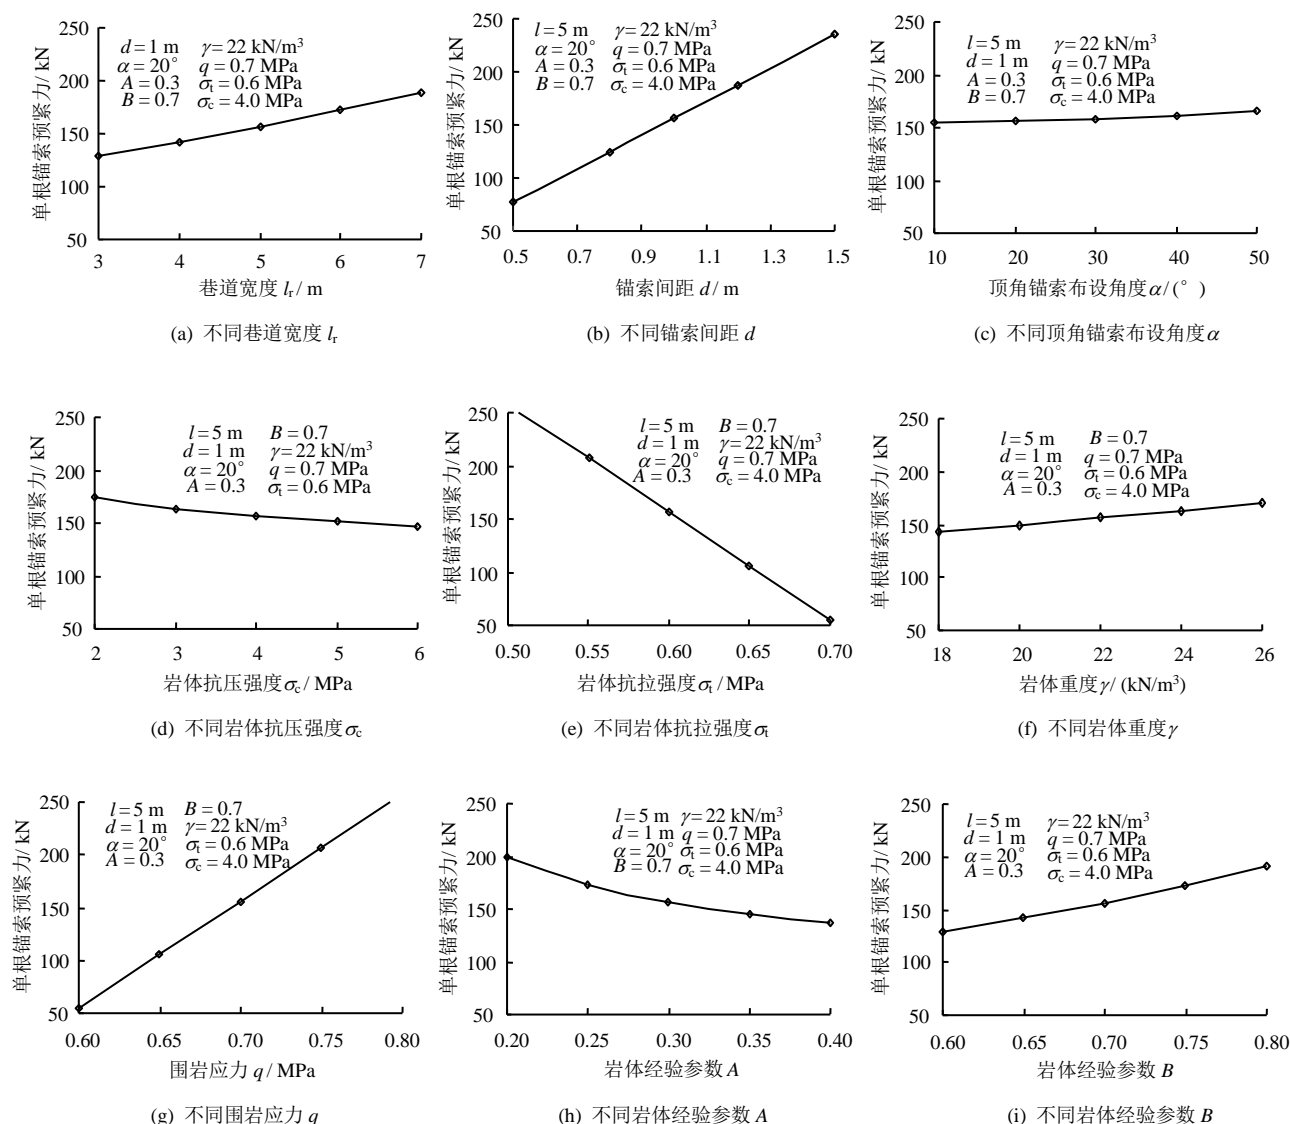 250
200
150
100
50
单根锚索预紧力/ kN
d = 1 m γ = 22 kN/m³
α = 20° q = 0.7 MPa
A = 0.3 σt = 0.6 MPa
B = 0.7 σc = 4.0 MPa
3 4 5 6 7
巷道宽度 lr / m
(a) 不同巷道宽度 lr
250
200
150
100
50
单根锚索预紧力/ kN
l = 5 m γ = 22 kN/m³
α = 20° q = 0.7 MPa
A = 0.3 σt = 0.6 MPa
B = 0.7 σc = 4.0 MPa
0.5 0.7 0.9 1.1 1.3 1.5
锚索间距 d / m
(b) 不同锚索间距 d
250
200
150
100
50
单根锚索预紧力/ kN
l = 5 m γ = 22 kN/m³
d = 1 m q = 0.7 MPa
A = 0.3 σt = 0.6 MPa
B = 0.7 σc = 4.0 MPa
10 20 30 40 50
顶角锚索布设角度 α / (°)
(c) 不同顶角锚索布设角度 α
250
200
150
100
50
单根锚索预紧力/ kN
l = 5 m B = 0.7
d = 1 m γ = 22 kN/m³
α = 20° q = 0.7 MPa
A = 0.3 σt = 0.6 MPa
2 3 4 5 6
岩体抗压强度 σc / MPa
(d) 不同岩体抗压强度 σc
250
200
150
100
50
单根锚索预紧力/ kN
l = 5 m B = 0.7
d = 1 m γ = 22 kN/m³
α = 20° q = 0.7 MPa
A = 0.3 σc = 4.0 MPa
0.50 0.55 0.60 0.65 0.70
岩体抗拉强度 σt / MPa
(e) 不同岩体抗拉强度 σt
250
200
150
100
50
单根锚索预紧力/ kN
l = 5 m B = 0.7
d = 1 m q = 0.7 MPa
α = 20° σt = 0.6 MPa
A = 0.3 σc = 4.0 MPa
18 20 22 24 26
岩体重度 γ / (kN/m³)
(f) 不同岩体重度 γ
250
200
150
100
50
单根锚索预紧力/ kN
l = 5 m B = 0.7
d = 1 m γ = 22 kN/m³
α = 20° σt = 0.6 MPa
A = 0.3 σc = 4.0 MPa
0.60 0.65 0.70 0.75 0.80
围岩应力 q / MPa
(g) 不同围岩应力 q
250
200
150
100
50
单根锚索预紧力/ kN
l = 5 m γ = 22 kN/m³
d = 1 m q = 0.7 MPa
α = 20° σt = 0.6 MPa
B = 0.7 σc = 4.0 MPa
0.20 0.25 0.30 0.35 0.40
岩体经验参数 A
(h) 不同岩体经验参数 A
250
200
150
100
50
单根锚索预紧力/ kN
l = 5 m γ = 22 kN/m³
d = 1 m q = 0.7 MPa
α = 20° σt = 0.6 MPa
A = 0.3 σc = 4.0 MPa
0.60 0.65 0.70 0.75 0.80
岩体经验参数 B
(i) 不同岩体经验参数 B